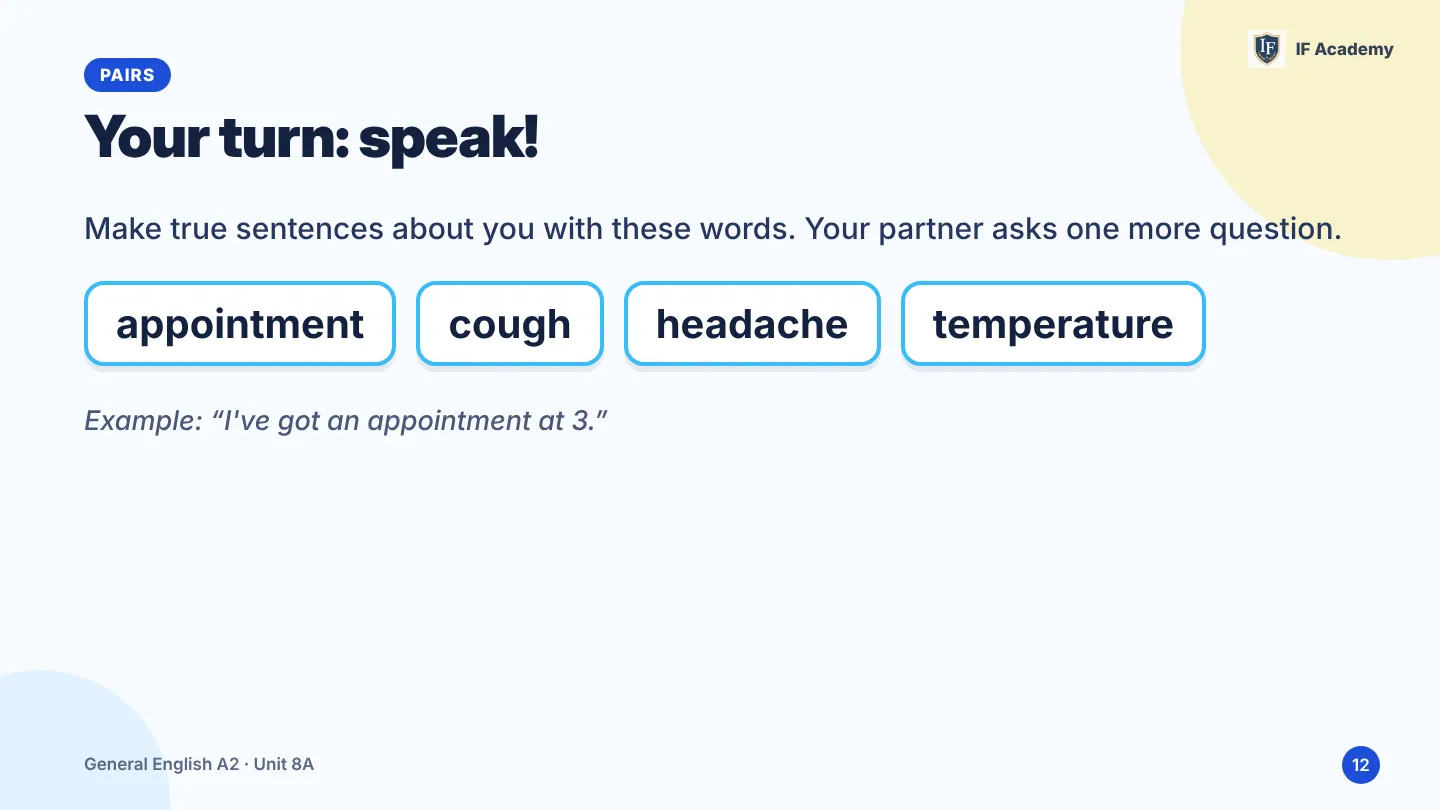 IF
IF Academy
PAIRS
Your turn: speak!
Make true sentences about you with these words. Your partner asks one more question.
appointment cough headache temperature
Example: “I've got an appointment at 3.”
General English A2 · Unit 8A
12